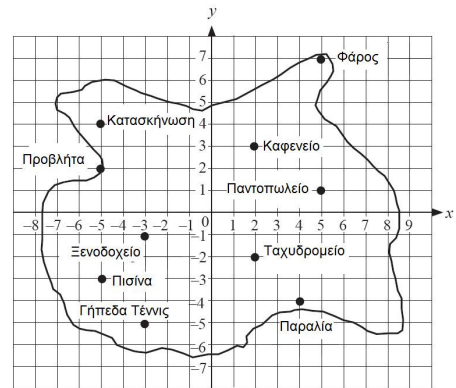 y
7
Φάρος
6
5
4
Κατασκήνωση
3
Καφενείο
Προβλήτα
2
1
Παντοπωλείο
−8 −7 −6 −5 −4 −3 −2 −1 0 1 2 3 4 5 6 7 8 9 x
−1
Ξενοδοχείο
Ταχυδρομείο
−2
−3
Πισίνα
−4
Γήπεδα Τέννις
−5
Παραλία
−6
−7